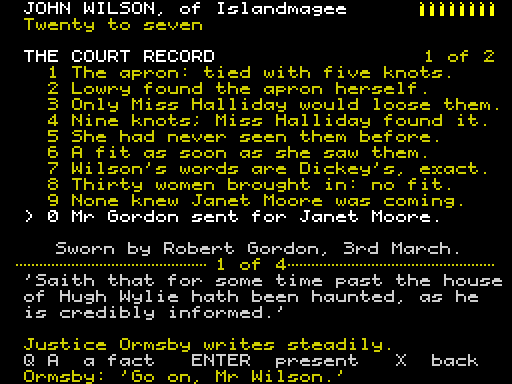 JOHN WILSON, of Islandmagee
Twenty to seven
THE COURT RECORD 1 of 2
1 The apron: tied with five knots.
2 Lowry found the apron herself.
3 Only Miss Halliday would loose them.
4 Nine knots; Miss Halliday found it.
5 She had never seen them before.
6 A fit as soon as she saw them.
7 Wilson's words are Dickey's, exact.
8 Thirty women brought in: no fit.
9 None knew Janet Moore was coming.
> 0 Mr Gordon sent for Janet Moore.
Sworn by Robert Gordon, 3rd March.
1 of 4
'Saith that for some time past the house
of Hugh Wylie hath been haunted, as he
is credibly informed.'
Justice Ormsby writes steadily.
Q A a fact ENTER present X back
Ormsby: 'Go on, Mr Wilson.'